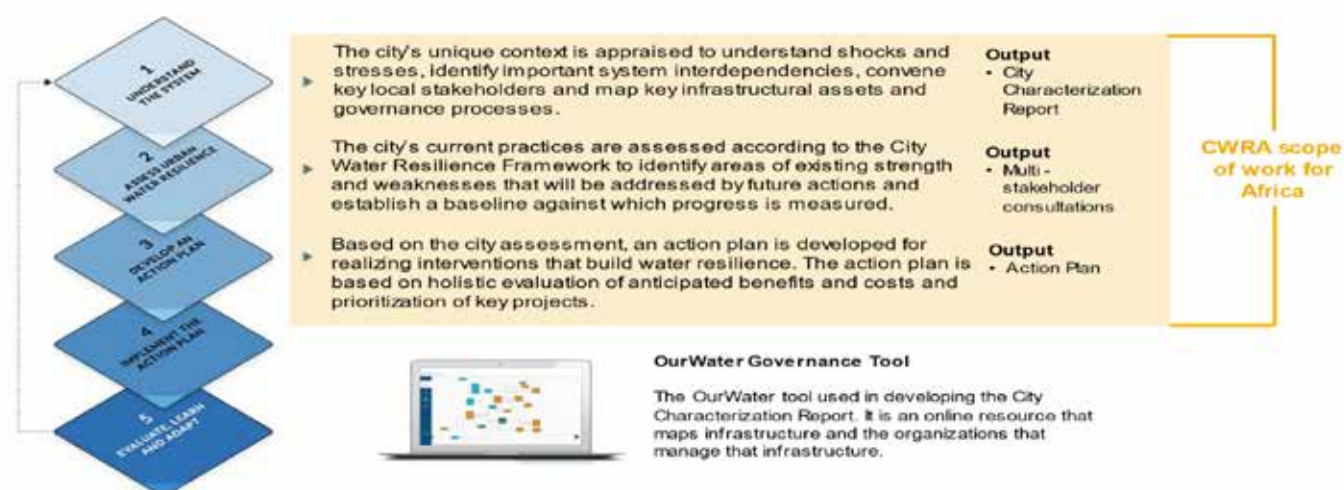 1
UNDERSTAND
THE SYSTEM
2
ASSESS URBAN
WATER RESILIENCE
3
DEVELOP AN
ACTION PLAN
4
IMPLEMENT THE
ACTION PLAN
5
EVALUATE, LEARN
AND ADAPT
The city's unique context is appraised to understand shocks and
stresses, identify important system interdependencies, convene
key local stakeholders and map key infrastructural assets and
governance processes.
Output
• City
Characterization
Report
The city's current practices are assessed according to the City
Water Resilience Framework to identify areas of existing strength
and weaknesses that will be addressed by future actions and
establish a baseline against which progress is measured.
Output
• Multi -
stakeholder
consultations
Based on the city assessment, an action plan is developed for
realizing interventions that build water resilience. The action plan is
based on holistic evaluation of anticipated benefits and costs and
prioritization of key projects.
Output
• Action Plan
CWRA scope
of work for
Africa
OurWater Governance Tool
The OurWater tool used in developing the City
Characterization Report. It is an online resource that
maps infrastructure and the organizations that
manage that infrastructure.